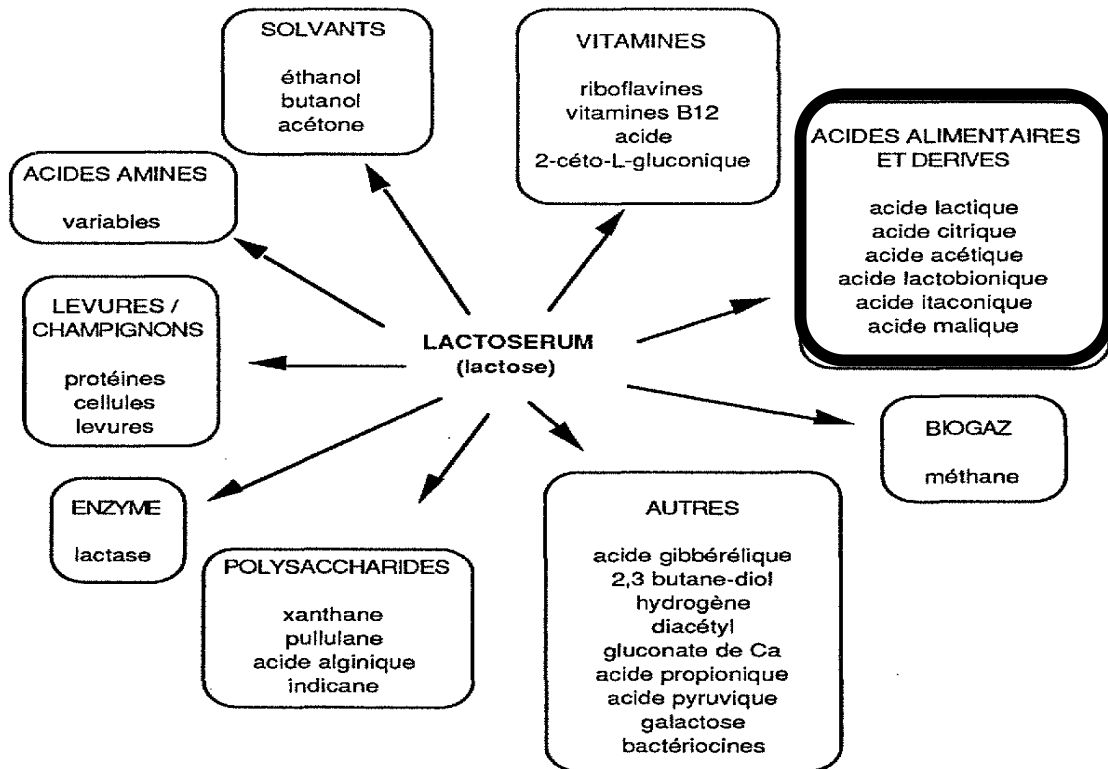 SOLVANTS
éthanol
butanol
acétone
VITAMINES
riboflavines
vitamines B12
acide
2-céto-L-gluconique
ACIDES ALIMENTAIRES
ET DERIVES
acide lactique
acide citrique
acide acétique
acide lactobionique
acide itaconique
acide malique
ACIDES AMINES
variables
LEVURES /
CHAMPIGNONS
protéines
cellules
levures
LACTOSERUM
(lactose)
BIOGAZ
méthane
ENZYME
lactase
POLYSACCHARIDES
xanthane
pullulane
acide alginique
indicane
AUTRES
acide gibbérélique
2,3 butane-diol
hydrogène
diacétyl
gluconate de Ca
acide propionique
acide pyruvique
galactose
bactériocines